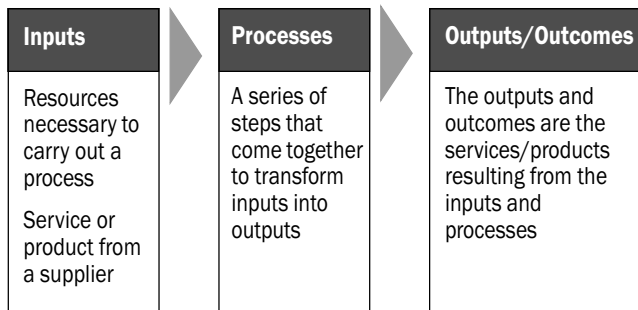 Inputs
Resources
necessary to
carry out a
process
Service or
product from
a supplier
Processes
A series of
steps that
come together
to transform
inputs into
outputs
Outputs/Outcomes
The outputs and
outcomes are the
services/products
resulting from the
inputs and
processes